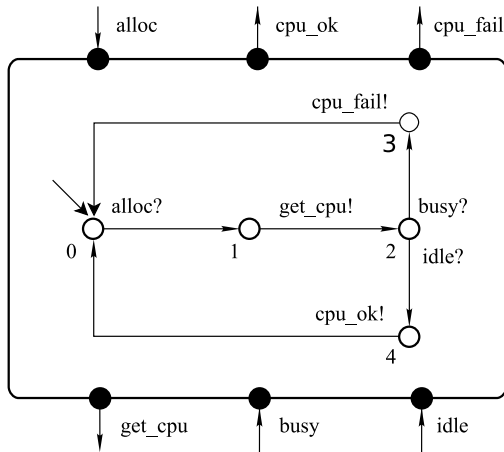 alloc cpu_ok cpu_fail
cpu_fail!
3
alloc? get_cpu! busy?
0 1 2 idle?
cpu_ok!
4
get_cpu busy idle